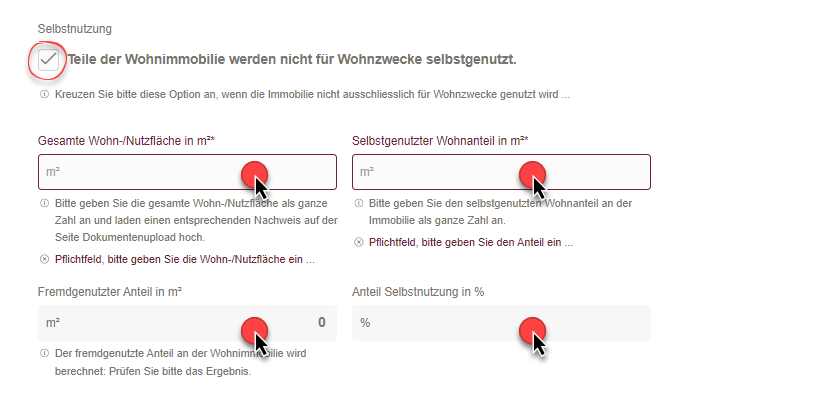 Selbstnutzung
Teile der Wohnimmobilie werden nicht für Wohnzwecke selbstgenutzt.
Kreuzen Sie bitte diese Option an, wenn die Immobilie nicht ausschliesslich für Wohnzwecke genutzt wird ...
Gesamte Wohn-/Nutzfläche in m²*
m²
Bitte geben Sie die gesamte Wohn-/Nutzfläche als ganze
Zahl an und laden einen entsprechenden Nachweis auf der
Seite Dokumentenupload hoch.
Pflichtfeld, bitte geben Sie die Wohn-/Nutzfläche ein ...
Selbstgenutzter Wohnanteil in m²*
m²
Bitte geben Sie den selbstgenutzten Wohnanteil an der
Immobilie als ganze Zahl an.
Pflichtfeld, bitte geben Sie den Anteil ein ...
Fremdgenutzter Anteil in m²
m² 0
Der fremdgenutzte Anteil an der Wohnimmobilie wird
berechnet: Prüfen Sie bitte das Ergebnis.
Anteil Selbstnutzung in %
%